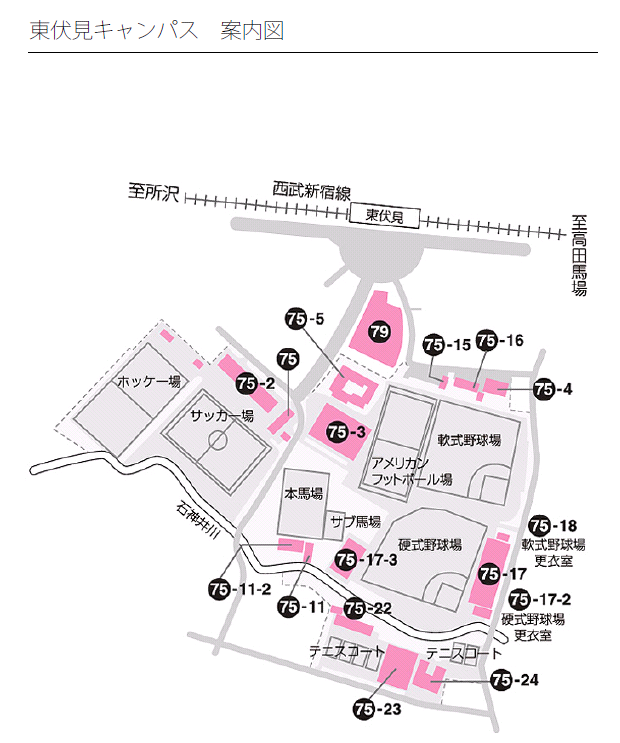 東伏見キャンパス　案内図
至所沢
西武新宿線
東伏見
至高田馬場
79
75-5
75-15
75-16
75
75-2
75-4
ホッケー場
サッカー場
75-3
軟式野球場
アメリカン
フットボール場
本馬場
サブ馬場
石神井川
硬式野球場
75-18
軟式野球場
更衣室
75-17-3
75-17
75-11-2
75-11
75-22
75-17-2
硬式野球場
更衣室
テニスコート
テニスコート
75-24
75-23